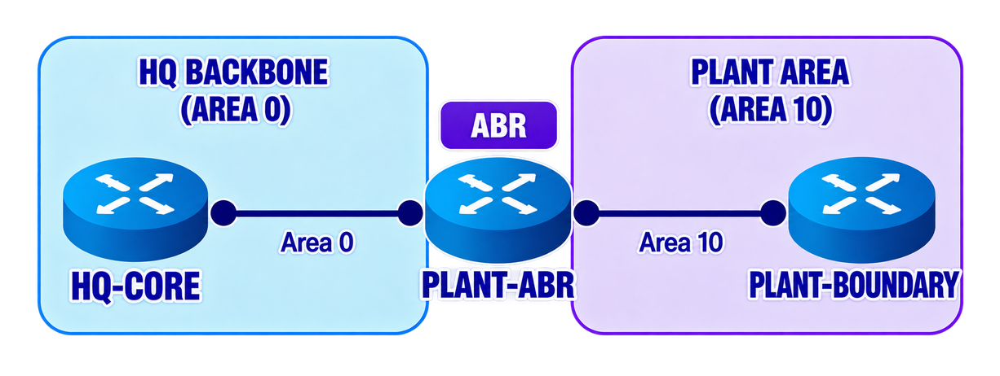 HQ BACKBONE
(AREA 0)
PLANT AREA
(AREA 10)
ABR
Area 0
Area 10
HQ-CORE
PLANT-ABR
PLANT-BOUNDARY